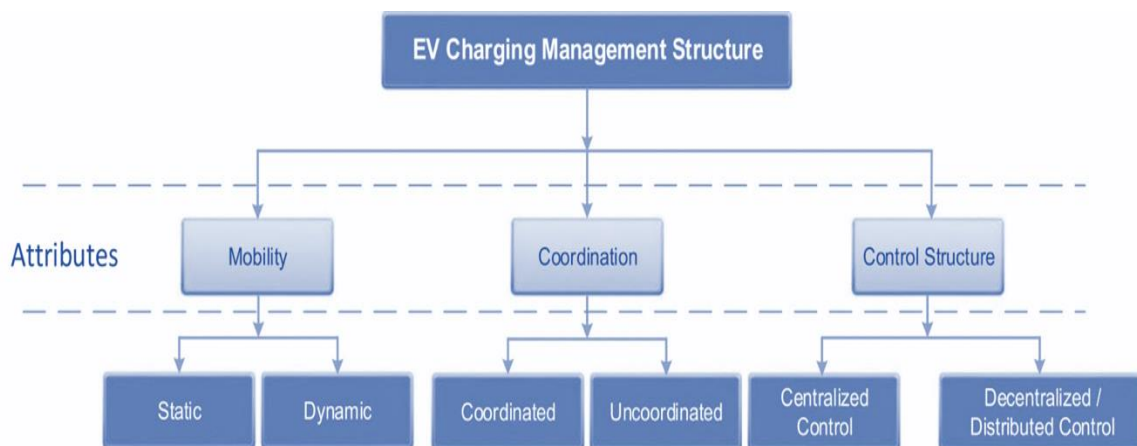 EV Charging Management Structure
Attributes
Mobility
Coordination
Control Structure
Static
Dynamic
Coordinated
Uncoordinated
Centralized
Control
Decentralized /
Distributed Control